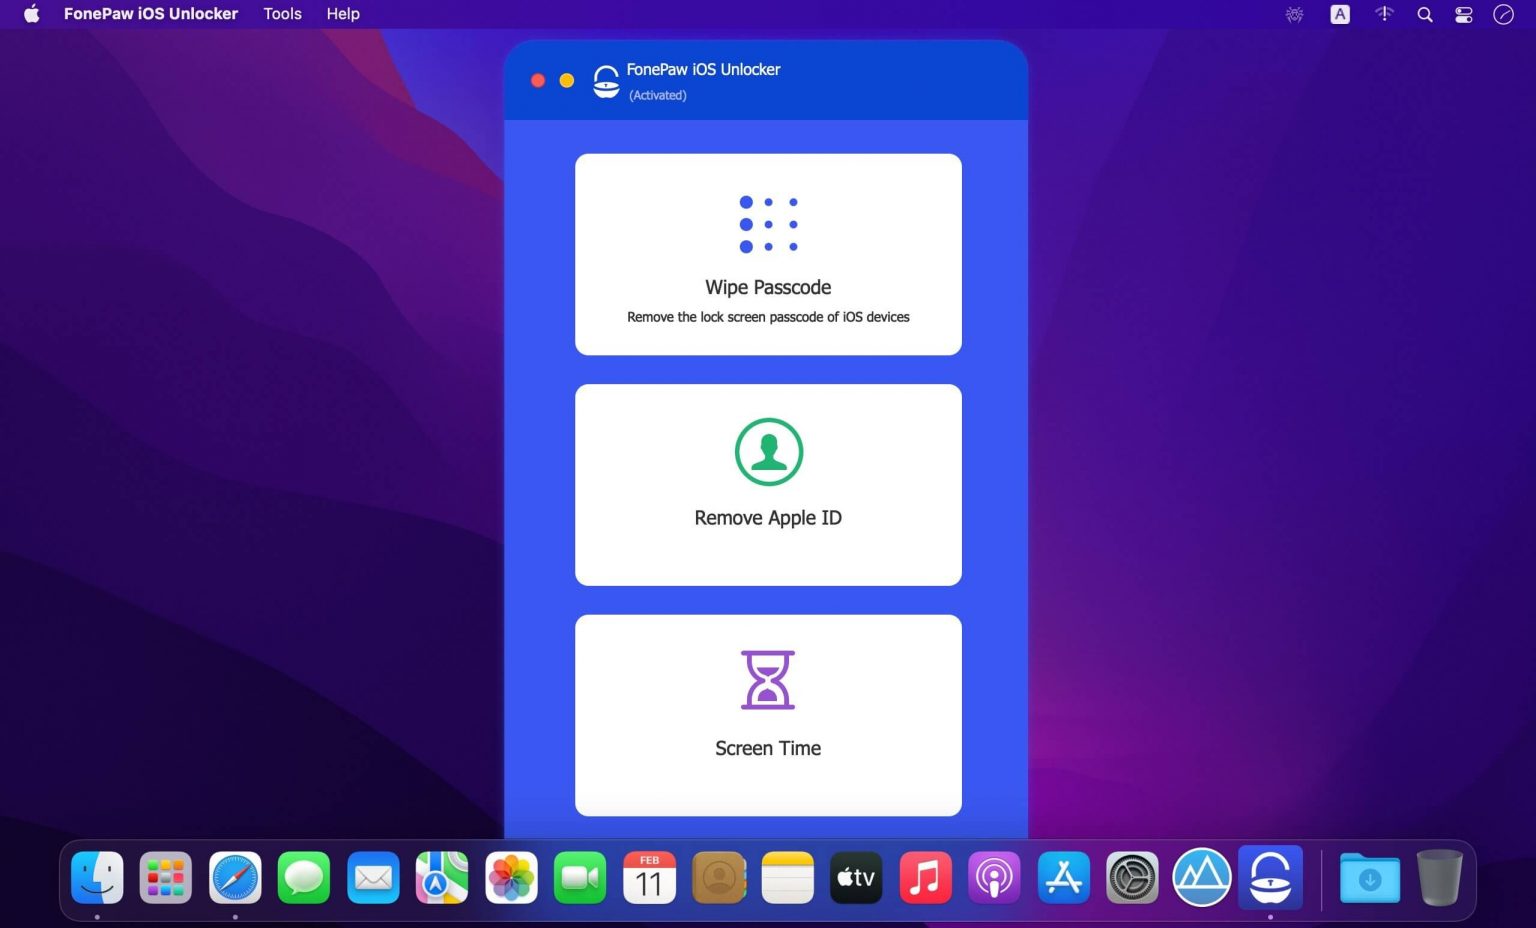 FonePaw iOS Unlocker Tools Help A
FonePaw iOS Unlocker
(Activated)
Wipe Passcode
Remove the lock screen passcode of iOS devices
Remove Apple ID
Screen Time
FEB
11
tv